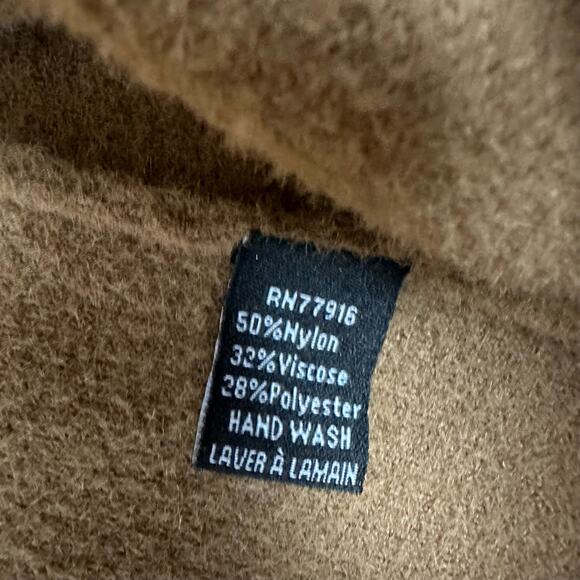 RN77916
50%Nylon
32%Viscose
28%Polyester
HAND WASH
LAVER À LAMAIN